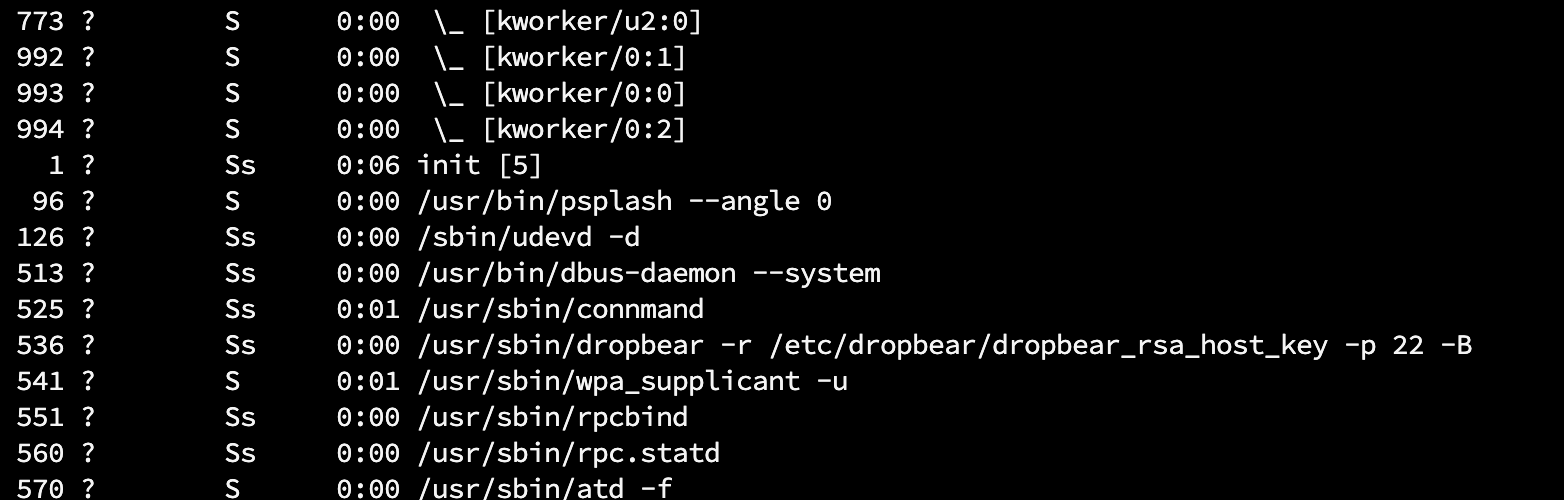 773 ?        S      0:00  \_ [kworker/u2:0]
992 ?        S      0:00  \_ [kworker/0:1]
993 ?        S      0:00  \_ [kworker/0:0]
994 ?        S      0:00  \_ [kworker/0:2]
  1 ?        Ss     0:06 init [5]
 96 ?        S      0:00 /usr/bin/psplash --angle 0
126 ?        Ss     0:00 /sbin/udevd -d
513 ?        Ss     0:00 /usr/bin/dbus-daemon --system
525 ?        Ss     0:01 /usr/sbin/connmand
536 ?        Ss     0:00 /usr/sbin/dropbear -r /etc/dropbear/dropbear_rsa_host_key -p 22 -B
541 ?        S      0:01 /usr/sbin/wpa_supplicant -u
551 ?        Ss     0:00 /usr/sbin/rpcbind
560 ?        Ss     0:00 /usr/sbin/rpc.statd
570 ?        S      0:00 /usr/sbin/atd -f